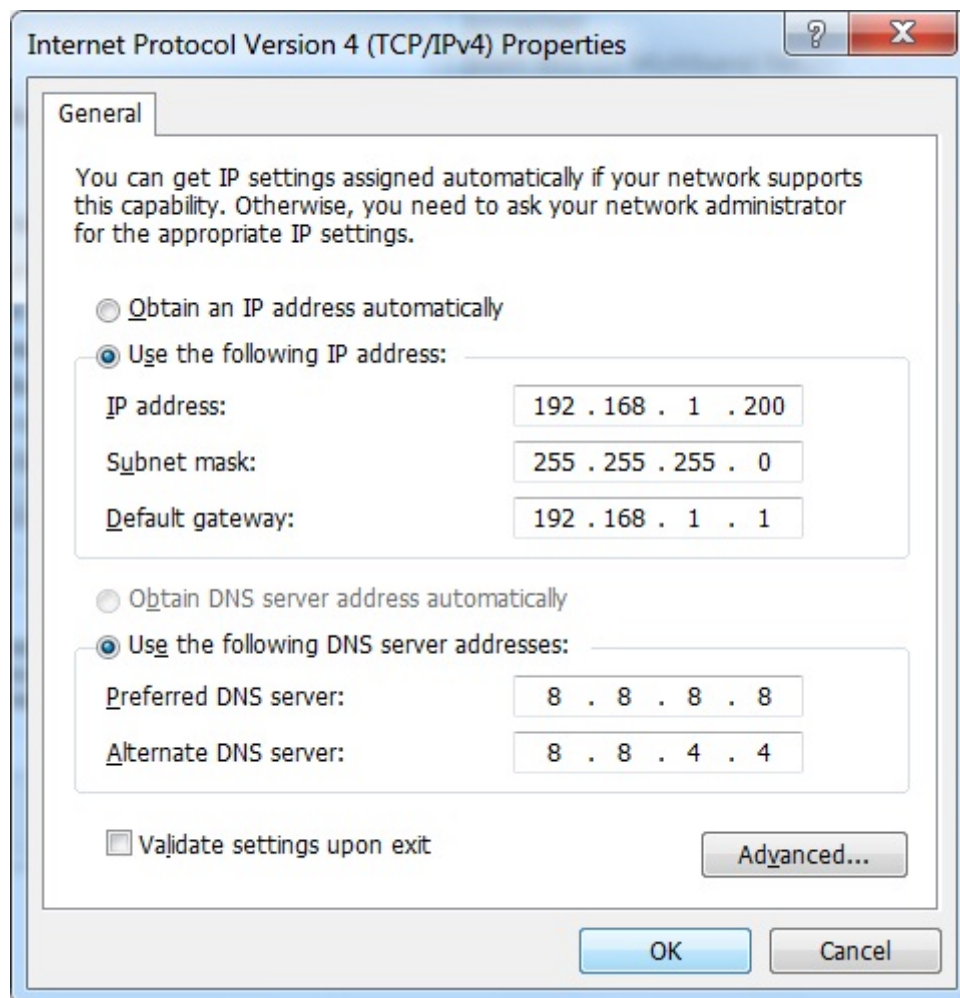 Internet Protocol Version 4 (TCP/IPv4) Properties
?
X
General
You can get IP settings assigned automatically if your network supports
this capability. Otherwise, you need to ask your network administrator
for the appropriate IP settings.
Obtain an IP address automatically
Use the following IP address:
IP address: 192 . 168 . 1 . 200
Subnet mask: 255 . 255 . 255 . 0
Default gateway: 192 . 168 . 1 . 1
Obtain DNS server address automatically
Use the following DNS server addresses:
Preferred DNS server: 8 . 8 . 8 . 8
Alternate DNS server: 8 . 8 . 4 . 4
Validate settings upon exit
Advanced...
OK Cancel